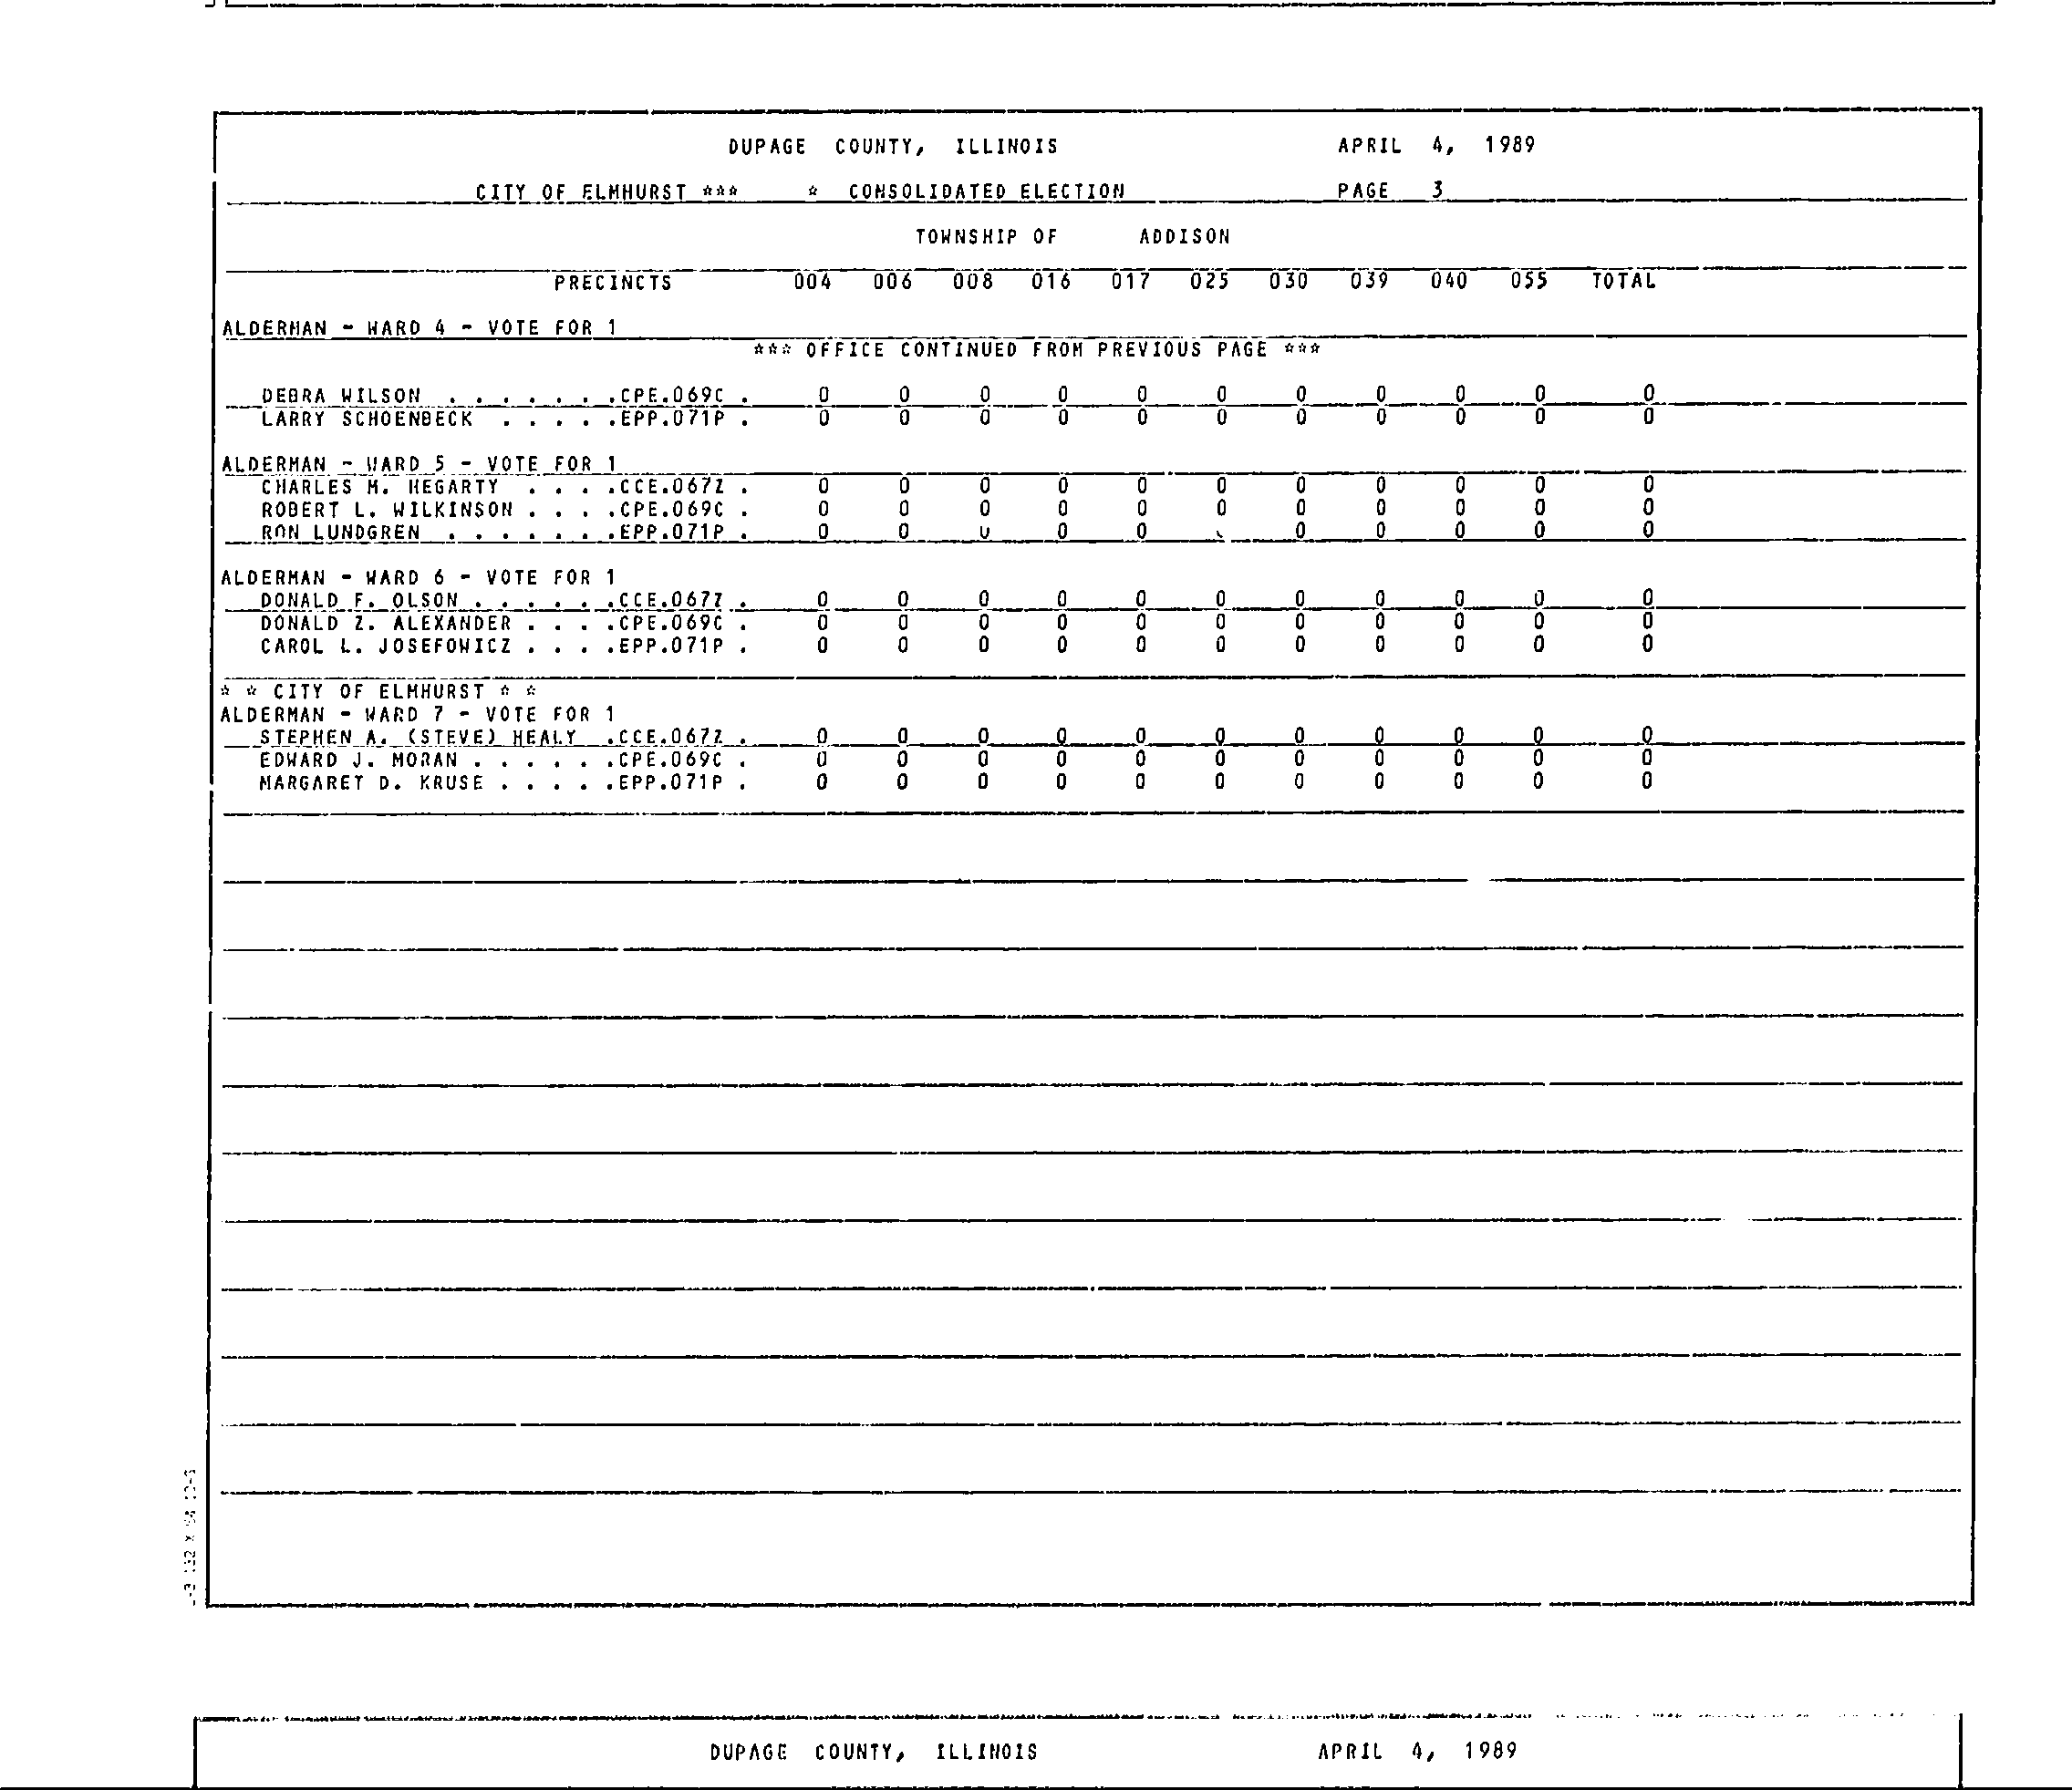 DUPAGE COUNTY, ILLINOIS APRIL 4, 1989
CITY OF ELMHURST *** * CONSOLIDATED ELECTION PAGE 3
TOWNSHIP OF ADDISON
PRECINCTS 004 006 008 016 017 025 030 039 040 055 TOTAL
ALDERMAN - WARD 4 - VOTE FOR 1
*** OFFICE CONTINUED FROM PREVIOUS PAGE ***
DEBRA WILSON . . . . . . .CPE.069C . 0 0 0 0 0 0 0 0 0 0 0
LARRY SCHOENBECK . . . . .EPP.071P . 0 0 0 0 0 0 0 0 0 0 0
ALDERMAN - WARD 5 - VOTE FOR 1
CHARLES M. HEGARTY . . . .CCE.067Z . 0 0 0 0 0 0 0 0 0 0 0
ROBERT L. WILKINSON . . . .CPE.069C . 0 0 0 0 0 0 0 0 0 0 0
RON LUNDGREN . . . . . . .EPP.071P . 0 0 0 0 0 0 0 0 0 0
ALDERMAN - WARD 6 - VOTE FOR 1
DONALD F. OLSON . . . . . .CCE.067Z . 0 0 0 0 0 0 0 0 0 0 0
DONALD Z. ALEXANDER . . . .CPE.069C . 0 0 0 0 0 0 0 0 0 0 0
CAROL L. JOSEFOWICZ . . . .EPP.071P . 0 0 0 0 0 0 0 0 0 0 0
* * CITY OF ELMHURST * *
ALDERMAN - WARD 7 - VOTE FOR 1
STEPHEN A. (STEVE) HEALY .CCE.067Z . 0 0 0 0 0 0 0 0 0 0 0
EDWARD J. MORAN . . . . . .CPE.069C . 0 0 0 0 0 0 0 0 0 0 0
MARGARET D. KRUSE . . . . .EPP.071P . 0 0 0 0 0 0 0 0 0 0 0
DUPAGE COUNTY, ILLINOIS APRIL 4, 1989